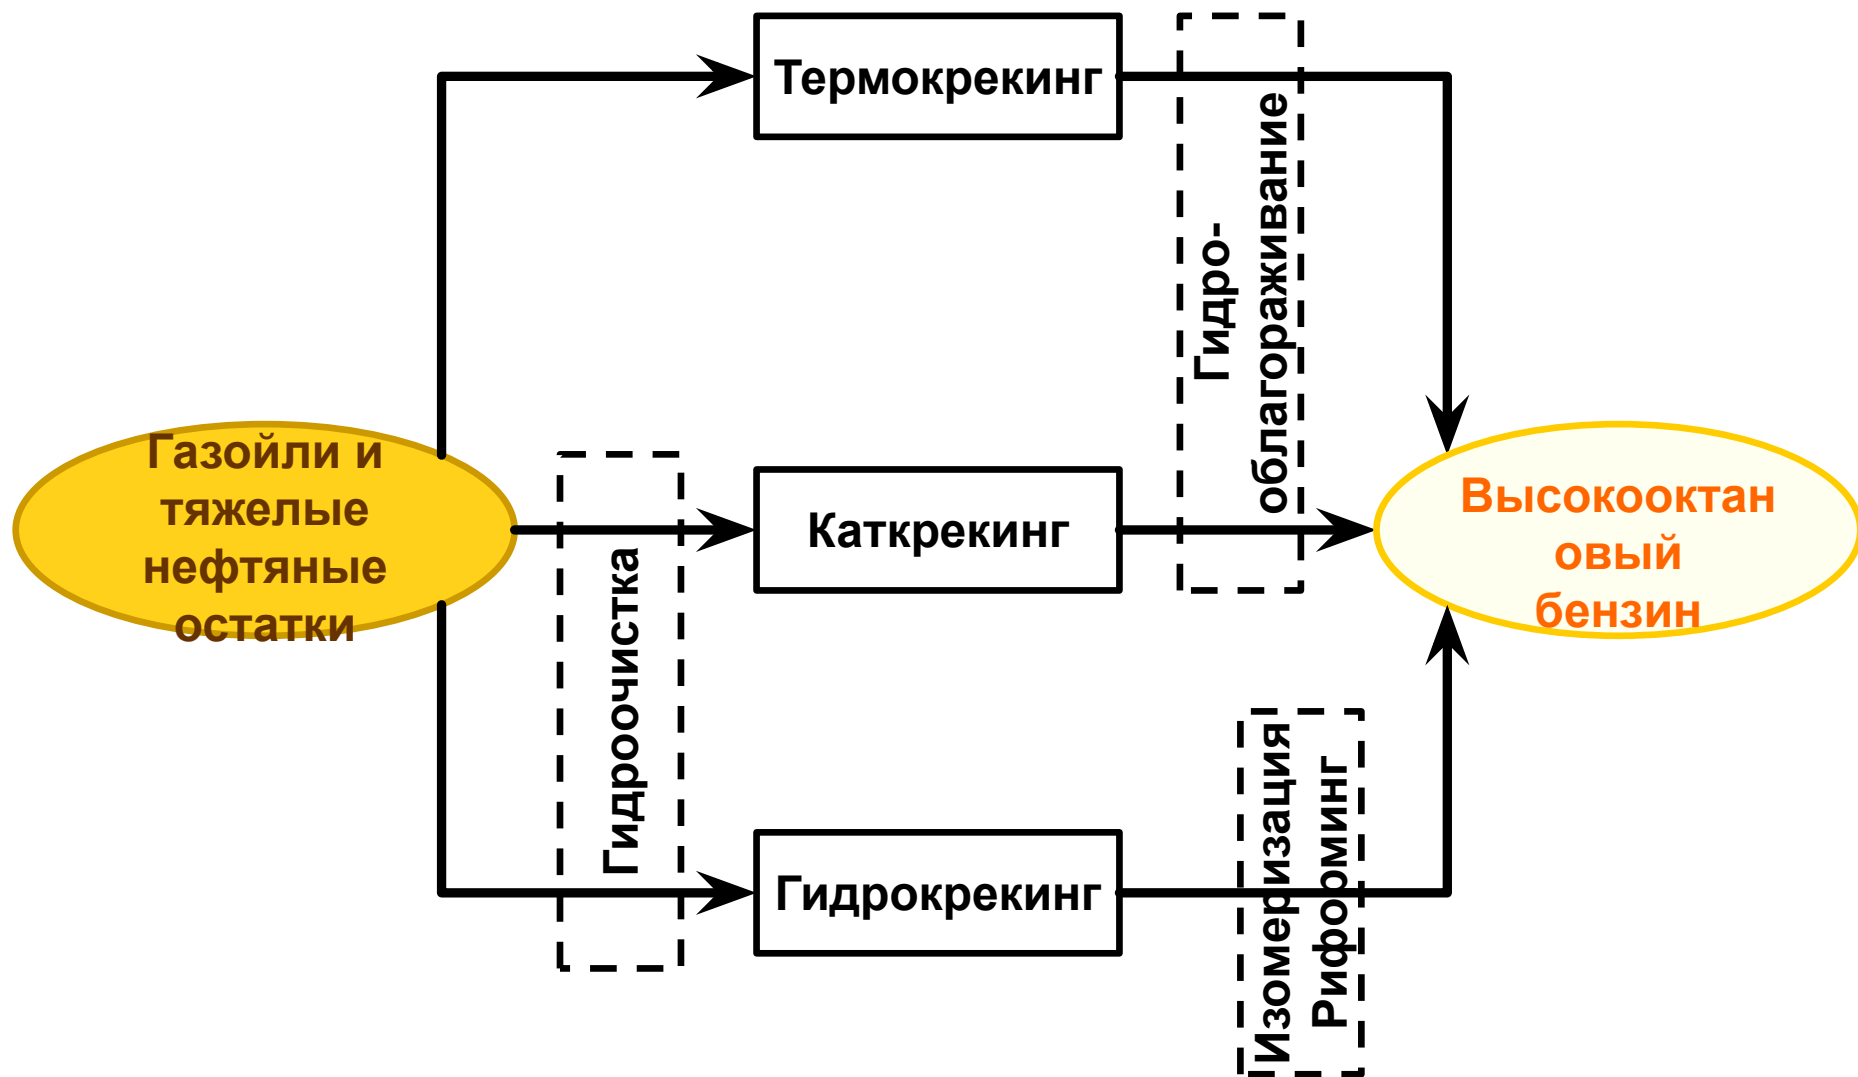 Термокрекинг
Гидро-
облагораживание
Газойли и
тяжелые
нефтяные
остатки
Гидроочистка
Каткрекинг
Высокооктан
овый
бензин
Гидрокрекинг
Изомеризация
Риформинг